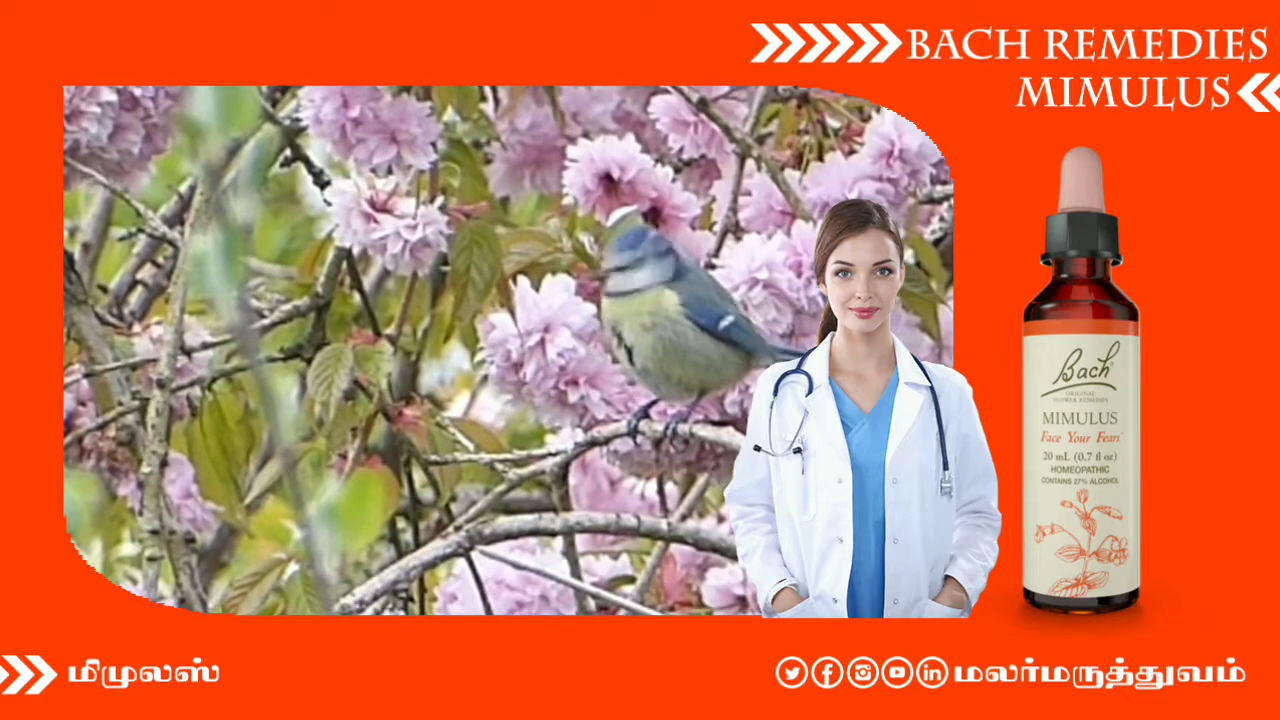 BACH REMEDIES
MIMULUS
Bach
ORIGINAL
FLOWER REMEDIES
MIMULUS
Face Your Fears
20 mL (0.7 fl oz)
HOMEOPATHIC
CONTAINS 27% ALCOHOL
மிமுலஸ்
மலர்மருத்துவம்